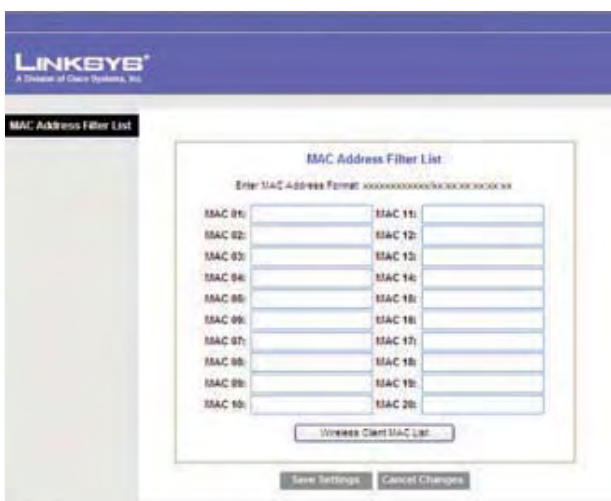 LINKSYS®
A Division of Cisco Systems, Inc.
MAC Address Filter List
MAC Address Filter List
Enter MAC Address Format: xxxxxxxxxxxx/xx:xx:xx:xx:xx:xx
MAC 01:
MAC 02:
MAC 03:
MAC 04:
MAC 05:
MAC 06:
MAC 07:
MAC 08:
MAC 09:
MAC 10:
MAC 11:
MAC 12:
MAC 13:
MAC 14:
MAC 15:
MAC 16:
MAC 17:
MAC 18:
MAC 19:
MAC 20:
Wireless Client MAC List
Save Settings
Cancel Changes